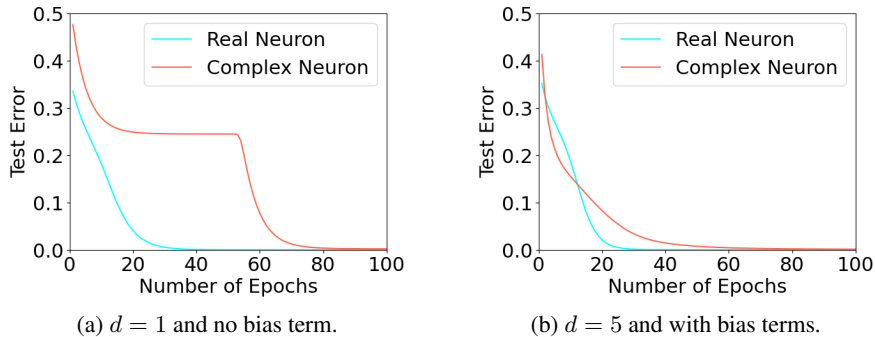 0.5
0.4
0.3
0.2
0.1
0.0
Test Error
Real Neuron
Complex Neuron
0 20 40 60 80 100
Number of Epochs
(a) d = 1 and no bias term.
0.5
0.4
0.3
0.2
0.1
0.0
Test Error
Real Neuron
Complex Neuron
0 20 40 60 80 100
Number of Epochs
(b) d = 5 and with bias terms.